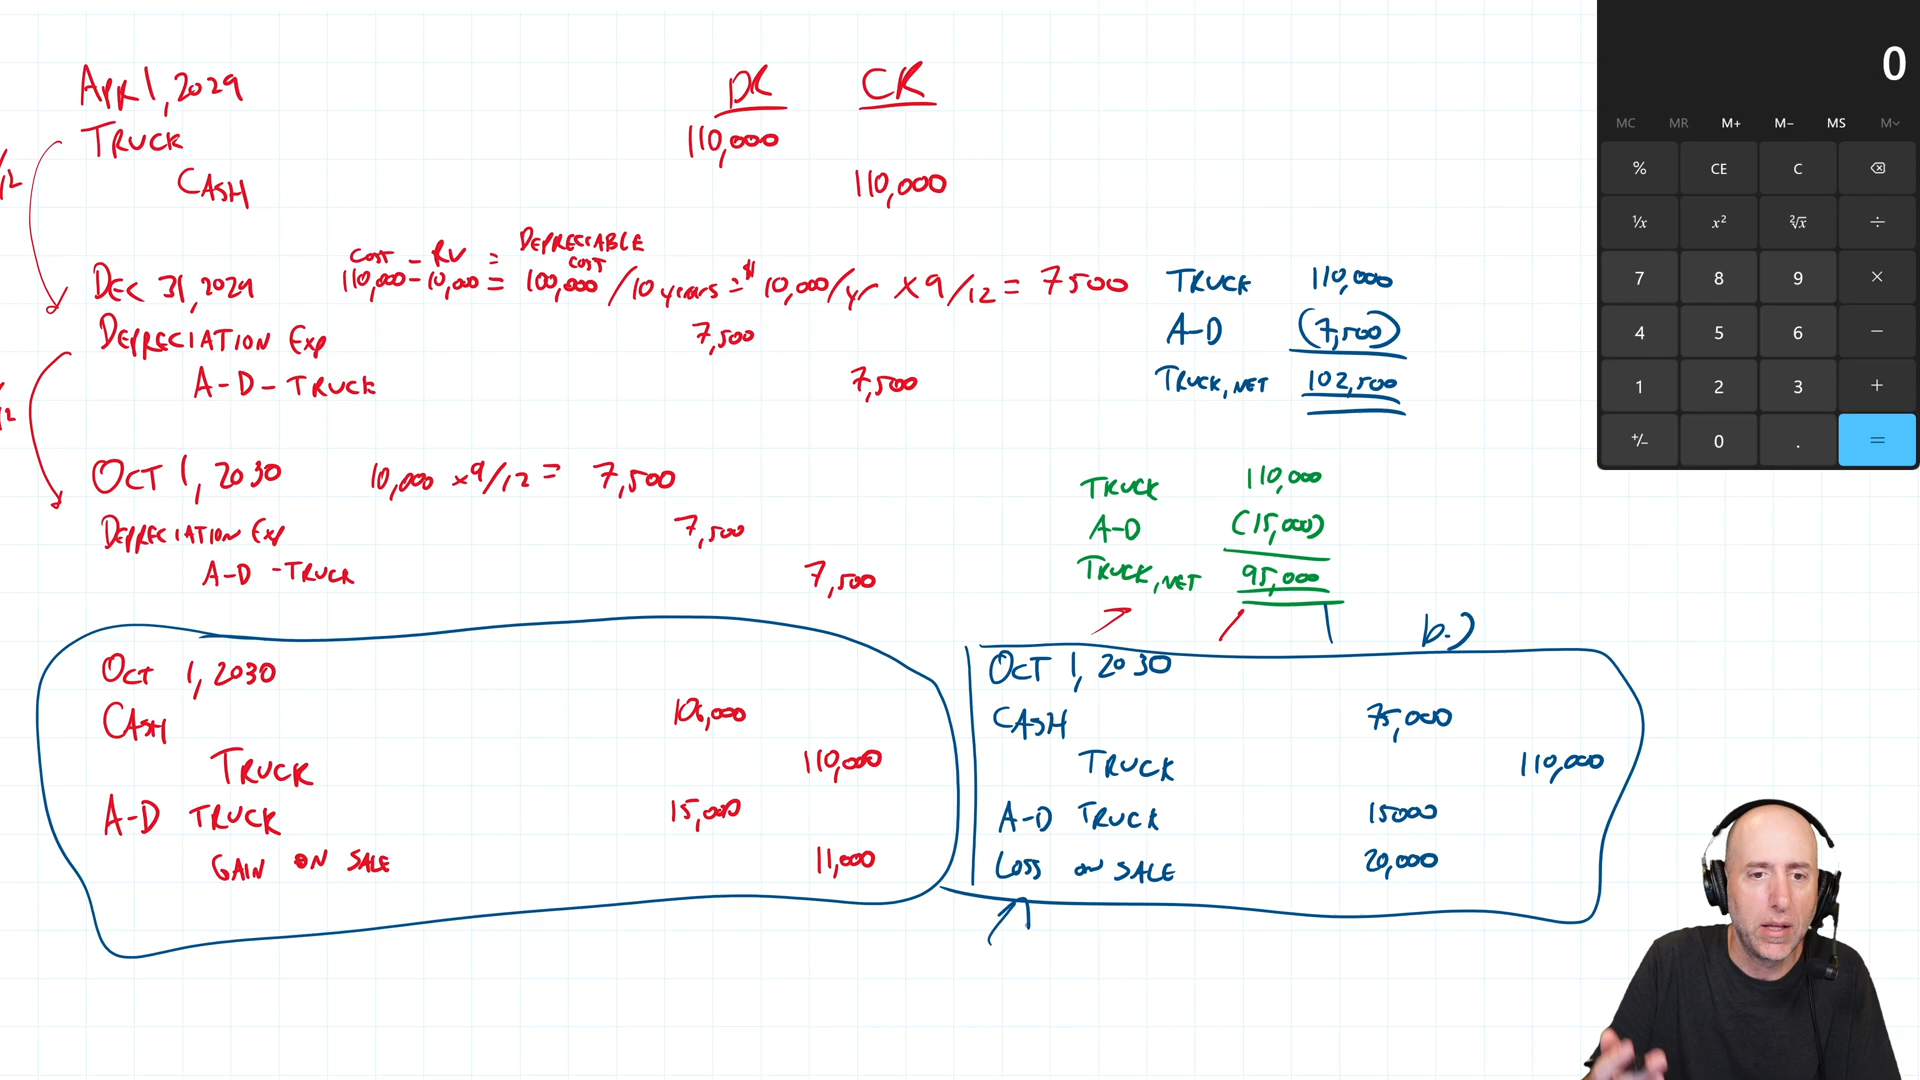 APR 1, 2029
DR CR
TRUCK 110,000
CASH 110,000
COST - RV = DEPRECIABLE COST
DEC 31, 2029 110,000 - 10,000 = 100,000 / 10 years = $ 10,000/yr × 9/12 = 7500
DEPRECIATION EXP 7,500
A-D-TRUCK 7,500
TRUCK 110,000
A-D (7,500)
TRUCK, NET 102,500
OCT 1, 2030 10,000 × 9/12 = 7,500
DEPRECIATION EXP 7,500
A-D-TRUCK 7,500
TRUCK 110,000
A-D (15,000)
TRUCK, NET 95,000
OCT 1, 2030
CASH 106,000
TRUCK 110,000
A-D TRUCK 15,000
GAIN ON SALE 11,000
b.)
OCT 1, 2030
CASH 75,000
TRUCK 110,000
A-D TRUCK 15000
LOSS ON SALE 20,000
0
MC MR M+ M− MS M˅
% CE C
1/x x² ²√x ÷
7 8 9 ×
4 5 6 −
1 2 3 +
+/− 0 . =